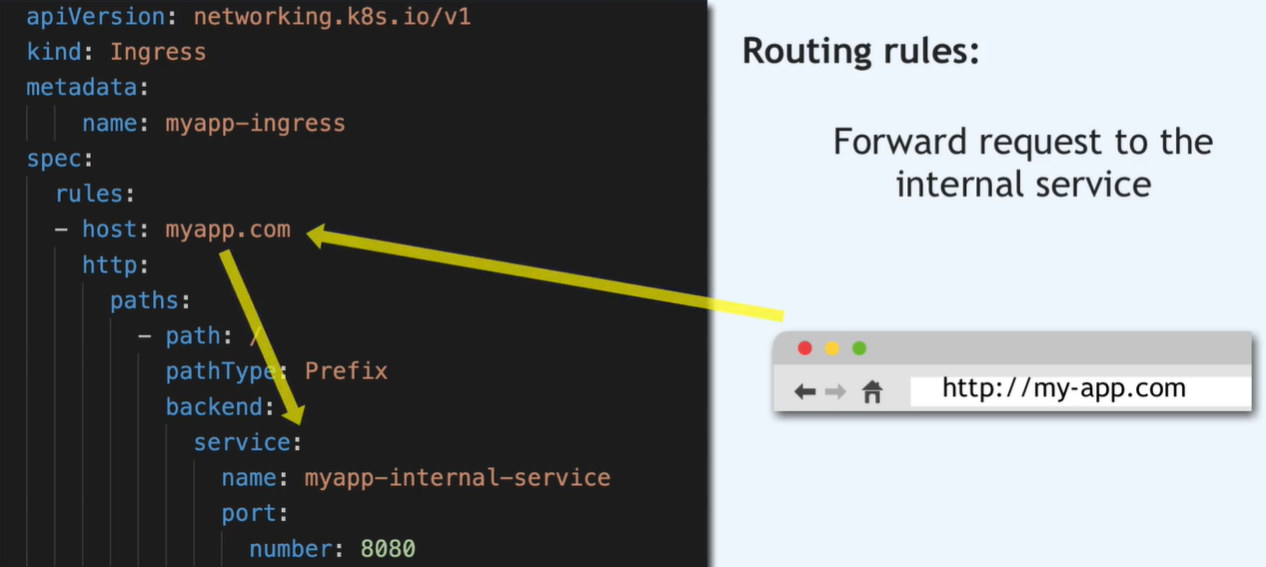 apiVersion: networking.k8s.io/v1
kind: Ingress
metadata:
name: myapp-ingress
spec:
rules:
- host: myapp.com
http:
paths:
- path: /
pathType: Prefix
backend:
service:
name: myapp-internal-service
port:
number: 8080
Routing rules:
Forward request to the
internal service
http://my-app.com